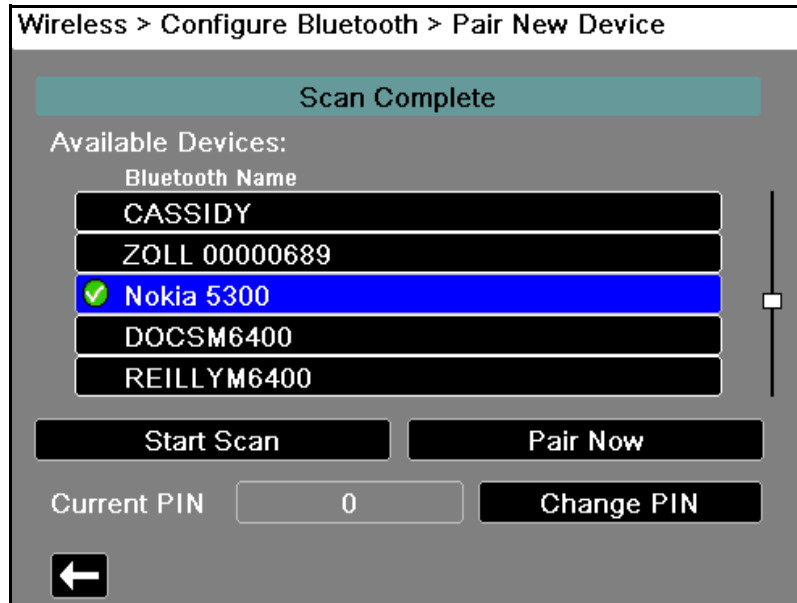 Wireless > Configure Bluetooth > Pair New Device
Scan Complete
Available Devices:
Bluetooth Name
CASSIDY
ZOLL 00000689
Nokia 5300
DOCSM6400
REILLYM6400
Start Scan Pair Now
Current PIN 0 Change PIN